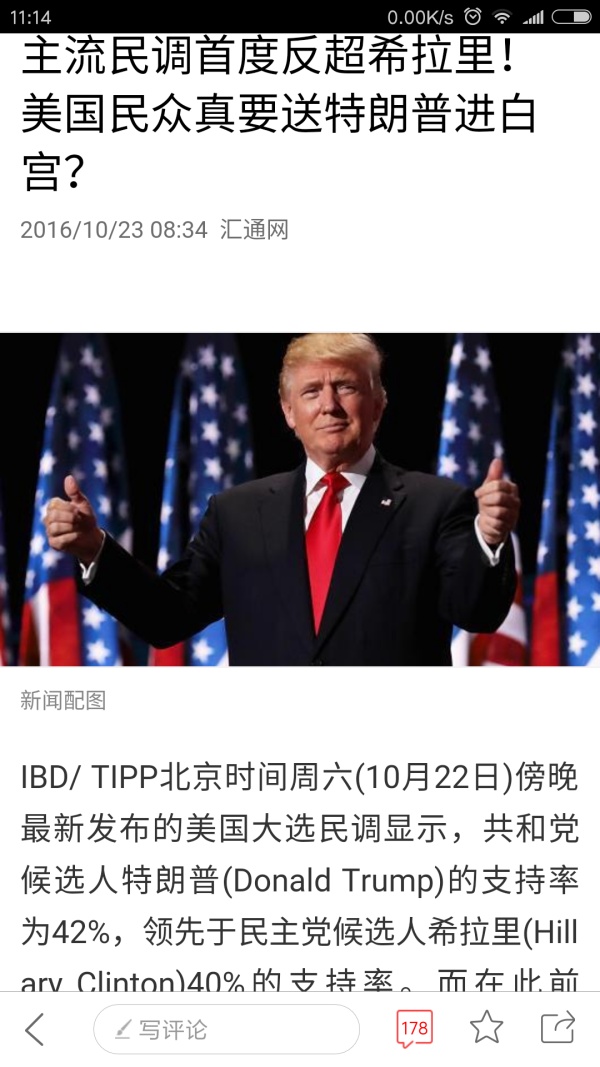 11:14 0.00K/s
主流民调首度反超希拉里！
美国民众真要送特朗普进白
宫？
2016/10/23 08:34 汇通网
新闻配图
IBD/ TIPP北京时间周六(10月22日)傍晚
最新发布的美国大选民调显示，共和党
候选人特朗普(Donald Trump)的支持率
为42%，领先于民主党候选人希拉里(Hill
ary Clinton)40%的支持率。而在此前
写评论
178